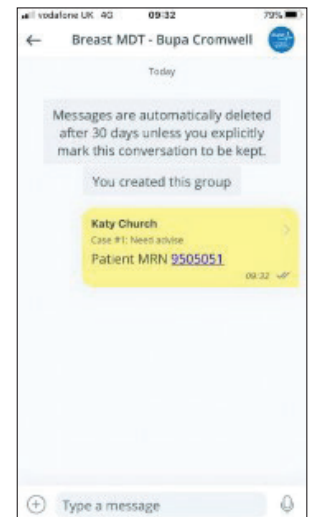 vodafone UK 4G 09:32 79%
Breast MDT - Bupa Cromwell
Today
Messages are automatically deleted
after 30 days unless you explicitly
mark this conversation to be kept.
You created this group
Katy Church
Case #1: Need advise
Patient MRN 9505051
09:32
Type a message